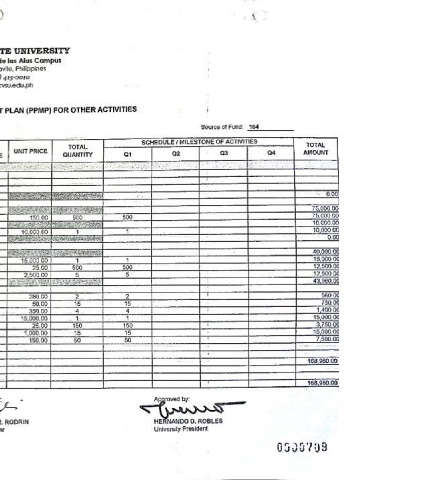 TE UNIVERSITY
de las Alas Campus
avite, Philippines
415-0010
cvsu.edu.ph
T PLAN (PPMP) FOR OTHER ACTIVITIES
Source of Fund: 164
UNIT PRICE TOTAL QUANTITY SCHEDULE / MILESTONE OF ACTIVITIES TOTAL AMOUNT
Q1 Q2 Q3 Q4
0.00
75,000.00
150.00 500 500 75,000.00
10,000.00
10,000.00 1 1 10,000.00
0.00
40,000.00
15,000.00 1 1 15,000.00
25.00 500 500 12,500.00
2,500.00 5 5 12,500.00
43,960.00
280.00 2 2 560.00
50.00 15 15 750.00
4 4 1,400.00
15,000.00 1 1 15,000.00
25.00 150 150 3,750.00
1,000.00 15 15 15,000.00
150.00 50 50 7,500.00
168,960.00
168,960.00
Approved by:
R. RODRIN HERNANDO D. ROBLES
University President
0000709